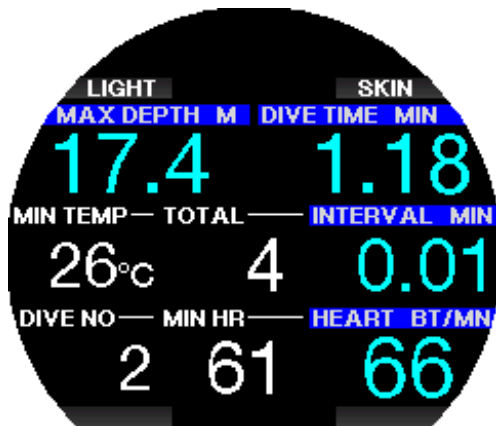 LIGHT SKIN
MAX DEPTH M DIVE TIME MIN
17.4 1.18
MIN TEMP TOTAL INTERVAL MIN
26°C 4 0.01
DIVE NO MIN HR HEART BT/MN
2 61 66